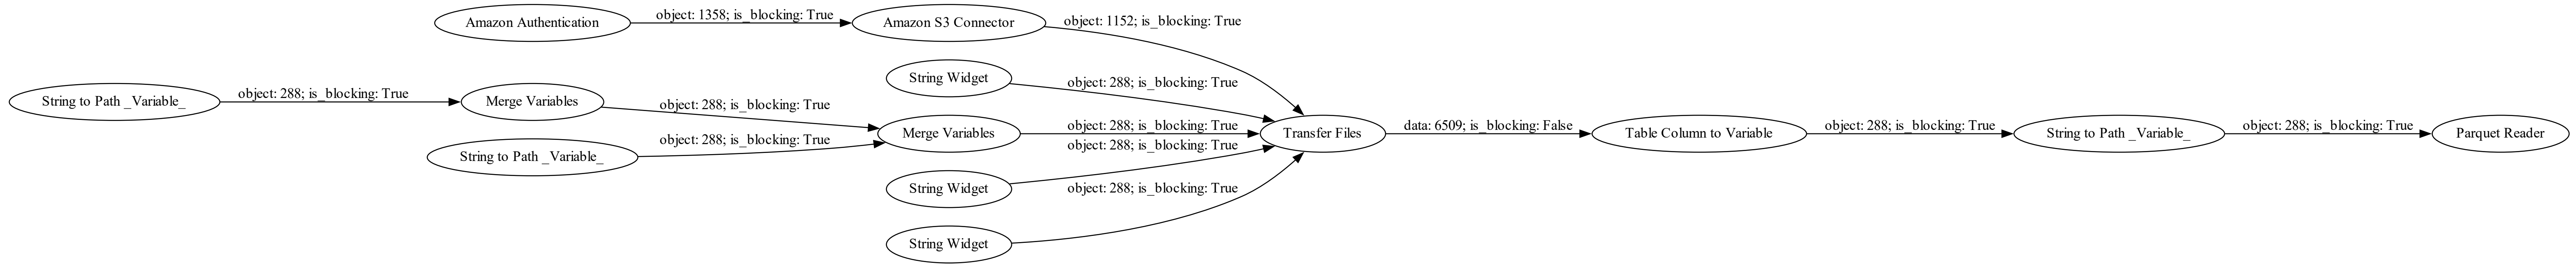 Amazon Authentication
object: 1358; is_blocking: True
Amazon S3 Connector
object: 1152; is_blocking: True
String Widget
object: 288; is_blocking: True
String to Path _Variable_
object: 288; is_blocking: True
Merge Variables
object: 288; is_blocking: True
Merge Variables
object: 288; is_blocking: True
Transfer Files
data: 6509; is_blocking: False
Table Column to Variable
object: 288; is_blocking: True
String to Path _Variable_
object: 288; is_blocking: True
Parquet Reader
String to Path _Variable_
object: 288; is_blocking: True
object: 288; is_blocking: True
String Widget
object: 288; is_blocking: True
String Widget